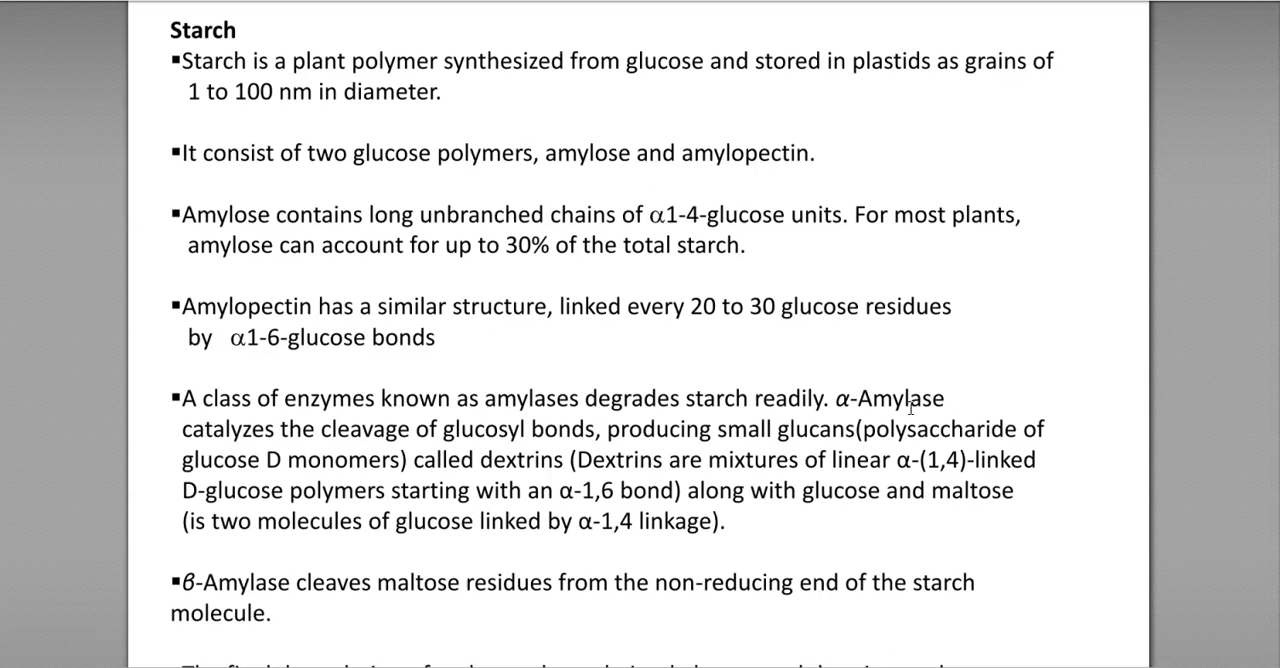 Starch
▪Starch is a plant polymer synthesized from glucose and stored in plastids as grains of
1 to 100 nm in diameter.
▪It consist of two glucose polymers, amylose and amylopectin.
▪Amylose contains long unbranched chains of α1-4-glucose units. For most plants,
amylose can account for up to 30% of the total starch.
▪Amylopectin has a similar structure, linked every 20 to 30 glucose residues
by α1-6-glucose bonds
▪A class of enzymes known as amylases degrades starch readily. α-Amylase
catalyzes the cleavage of glucosyl bonds, producing small glucans(polysaccharide of
glucose D monomers) called dextrins (Dextrins are mixtures of linear α-(1,4)-linked
D-glucose polymers starting with an α-1,6 bond) along with glucose and maltose
(is two molecules of glucose linked by α-1,4 linkage).
▪β-Amylase cleaves maltose residues from the non-reducing end of the starch
molecule.